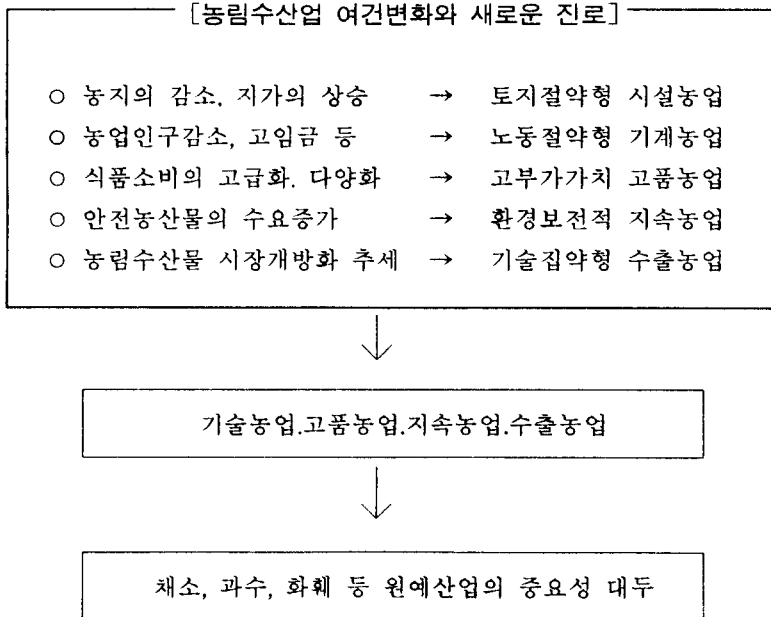 [농림수산업 여건변화와 새로운 진로]
○ 농지의 감소, 지가의 상승 → 토지절약형 시설농업
○ 농업인구감소, 고임금 등 → 노동절약형 기계농업
○ 식품소비의 고급화. 다양화 → 고부가가치 고품농업
○ 안전농산물의 수요증가 → 환경보전적 지속농업
○ 농림수산물 시장개방화 추세 → 기술집약형 수출농업
기술농업.고품농업.지속농업.수출농업
채소, 과수, 화훼 등 원예산업의 중요성 대두